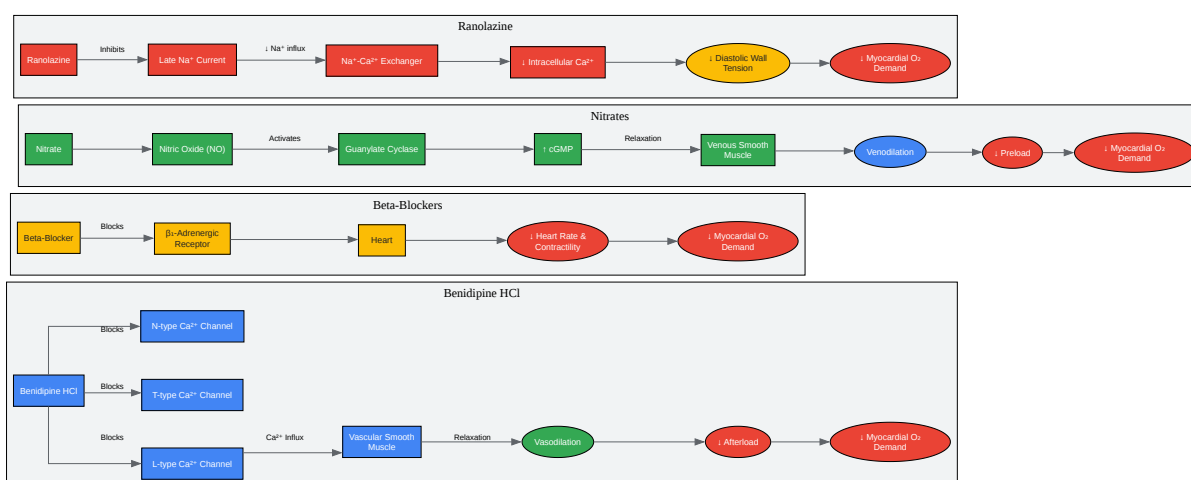 Ranolazine
Ranolazine
Inhibits
Late Na⁺ Current
↓ Na⁺ influx
Na⁺-Ca²⁺ Exchanger
↓ Intracellular Ca²⁺
↓ Diastolic Wall
Tension
↓ Myocardial O₂
Demand
Nitrates
Nitrate
Nitric Oxide (NO)
Activates
Guanylate Cyclase
↑ cGMP
Relaxation
Venous Smooth
Muscle
Venodilation
↓ Preload
↓ Myocardial O₂
Demand
Beta-Blockers
Beta-Blocker
Blocks
β₁-Adrenergic
Receptor
Heart
↓ Heart Rate &
Contractility
↓ Myocardial O₂
Demand
Benidipine HCl
Benidipine HCl
Blocks
N-type Ca²⁺ Channel
Blocks
T-type Ca²⁺ Channel
Blocks
L-type Ca²⁺ Channel
Ca²⁺ Influx
Vascular Smooth
Muscle
Relaxation
Vasodilation
↓ Afterload
↓ Myocardial O₂
Demand